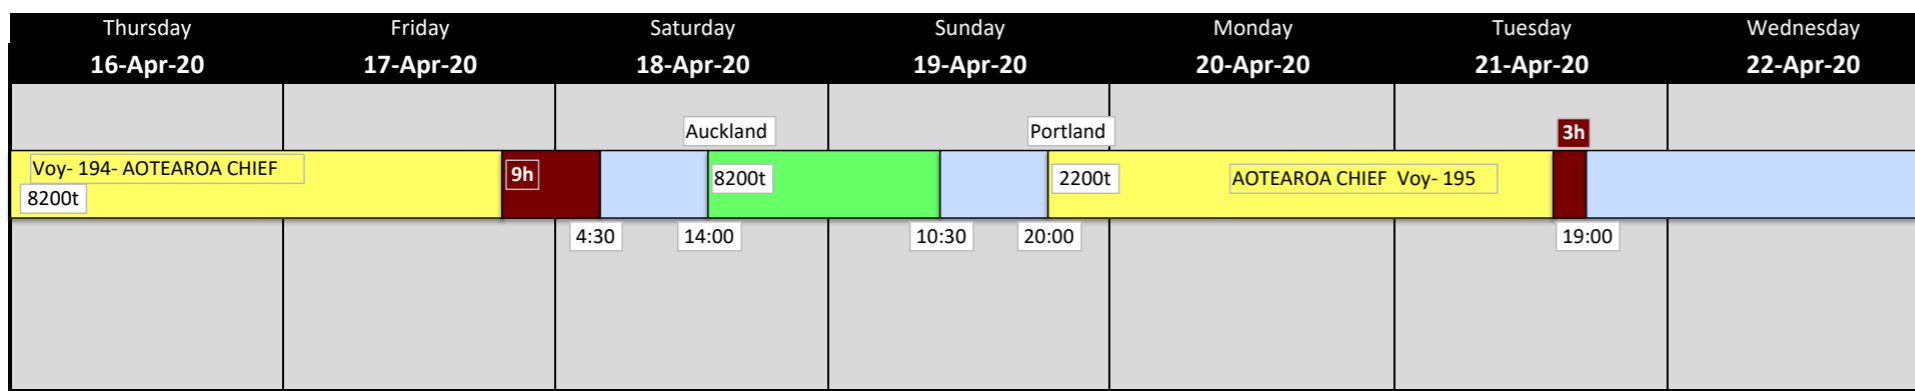 Thursday Friday Saturday Sunday Monday Tuesday Wednesday
16-Apr-20 17-Apr-20 18-Apr-20 19-Apr-20 20-Apr-20 21-Apr-20 22-Apr-20
Auckland Portland 3h
Voy- 194- AOTEAROA CHIEF 9h 8200t 2200t AOTEAROA CHIEF Voy- 195
8200t
4:30 14:00 10:30 20:00 19:00